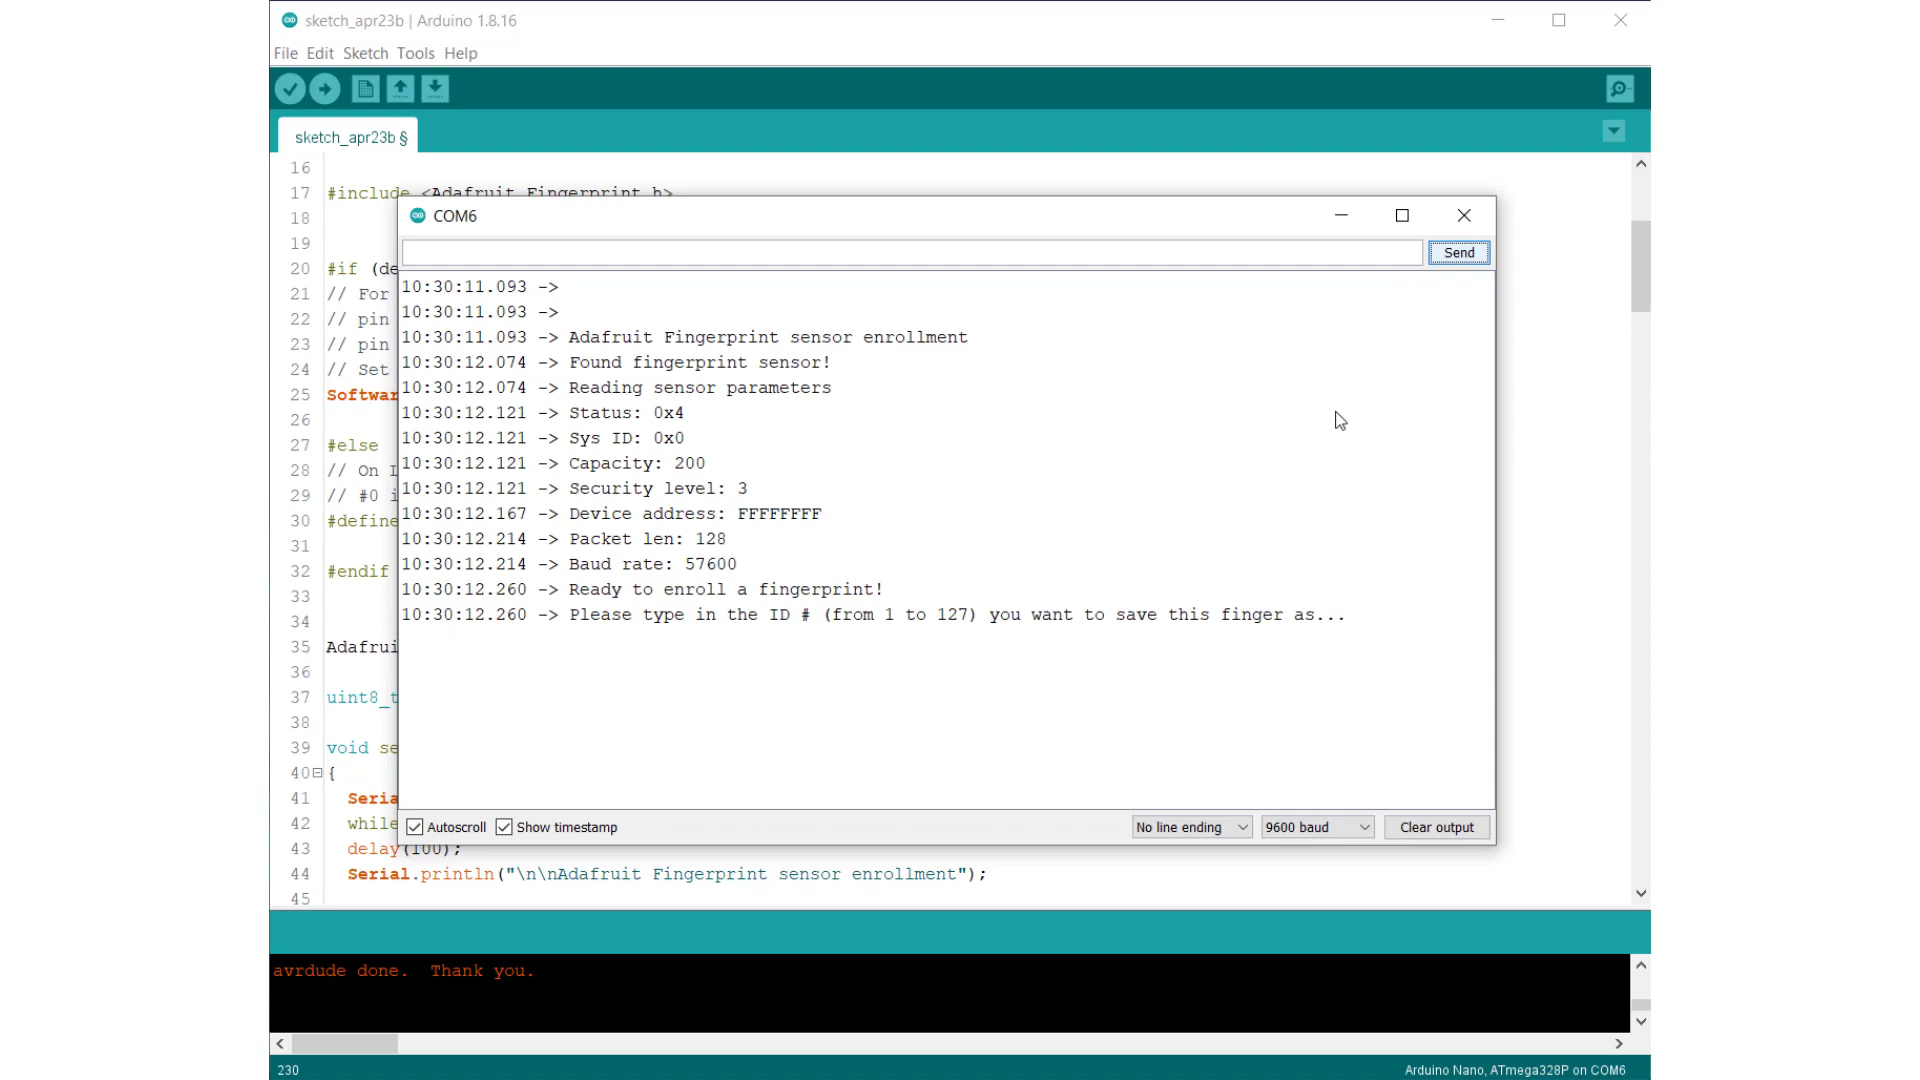 sketch_apr23b | Arduino 1.8.16
File Edit Sketch Tools Help
sketch_apr23b §
16
17 #include <Adafruit_Fingerprint.h>
18
19
20 #if (de
21 // For
22 // pin
23 // pin
24 // Set
25 Softwar
26
27 #else
28 // On
29 // #0 i
30 #define
31
32 #endif
33
34
35 Adafrui
36
37 uint8_t
38
39 void se
40 {
41 Seria
42 while
43 delay(100);
44 Serial.println("\n\nAdafruit Fingerprint sensor enrollment");
45
COM6
Send
10:30:11.093 ->
10:30:11.093 ->
10:30:11.093 -> Adafruit Fingerprint sensor enrollment
10:30:12.074 -> Found fingerprint sensor!
10:30:12.074 -> Reading sensor parameters
10:30:12.121 -> Status: 0x4
10:30:12.121 -> Sys ID: 0x0
10:30:12.121 -> Capacity: 200
10:30:12.121 -> Security level: 3
10:30:12.167 -> Device address: FFFFFFFF
10:30:12.214 -> Packet len: 128
10:30:12.214 -> Baud rate: 57600
10:30:12.260 -> Ready to enroll a fingerprint!
10:30:12.260 -> Please type in the ID # (from 1 to 127) you want to save this finger as...
Autoscroll Show timestamp No line ending 9600 baud Clear output
avrdude done.  Thank you.
230 Arduino Nano, ATmega328P on COM6